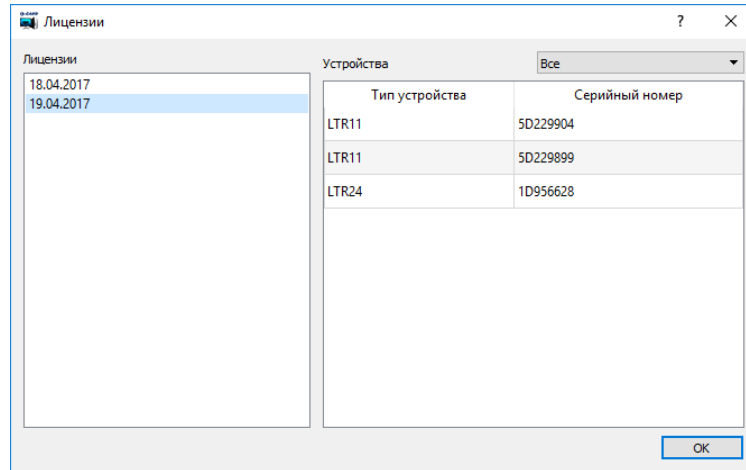 Лицензии
Лицензии
18.04.2017
19.04.2017
Устройства Все
Тип устройства Серийный номер
LTR11 5D229904
LTR11 5D229899
LTR24 1D956628
OK